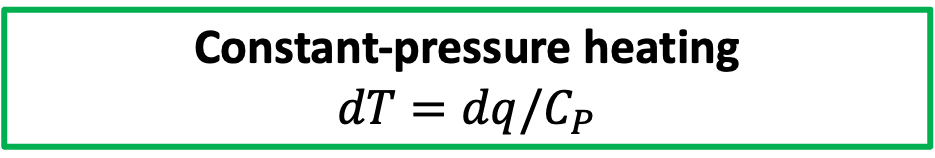 Constant-pressure heating
dT = dq/C_P